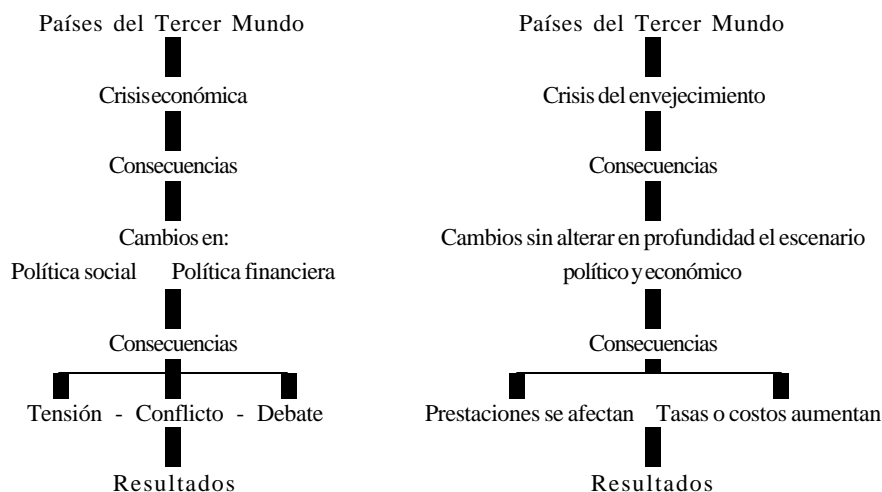 Países del Tercer Mundo
Crisis económica
Consecuencias
Cambios en:
Política social Política financiera
Consecuencias
Tensión - Conflicto - Debate
Resultados
Países del Tercer Mundo
Crisis del envejecimiento
Consecuencias
Cambios sin alterar en profundidad el escenario
político y económico
Consecuencias
Prestaciones se afectan Tasas o costos aumentan
Resultados